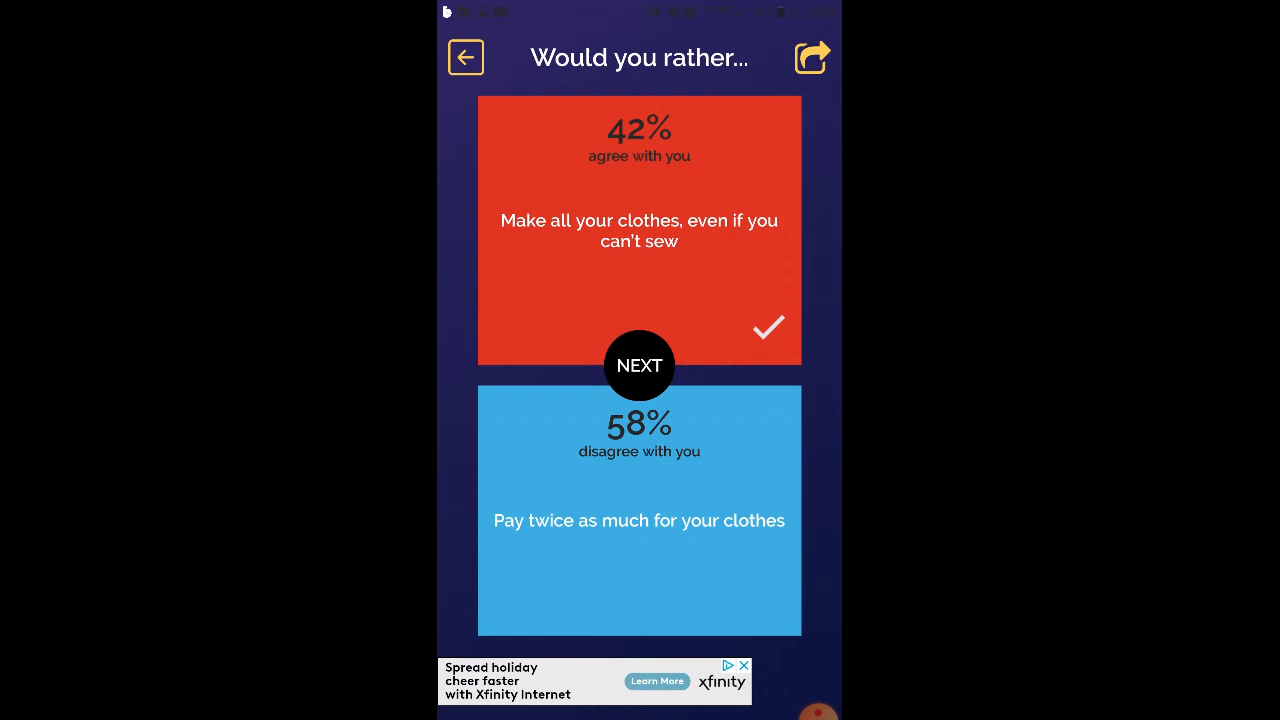 Would you rather...
42%
agree with you
Make all your clothes, even if you
can't sew
NEXT
58%
disagree with you
Pay twice as much for your clothes
Spread holiday
cheer faster
with Xfinity Internet
Learn More
xfinity